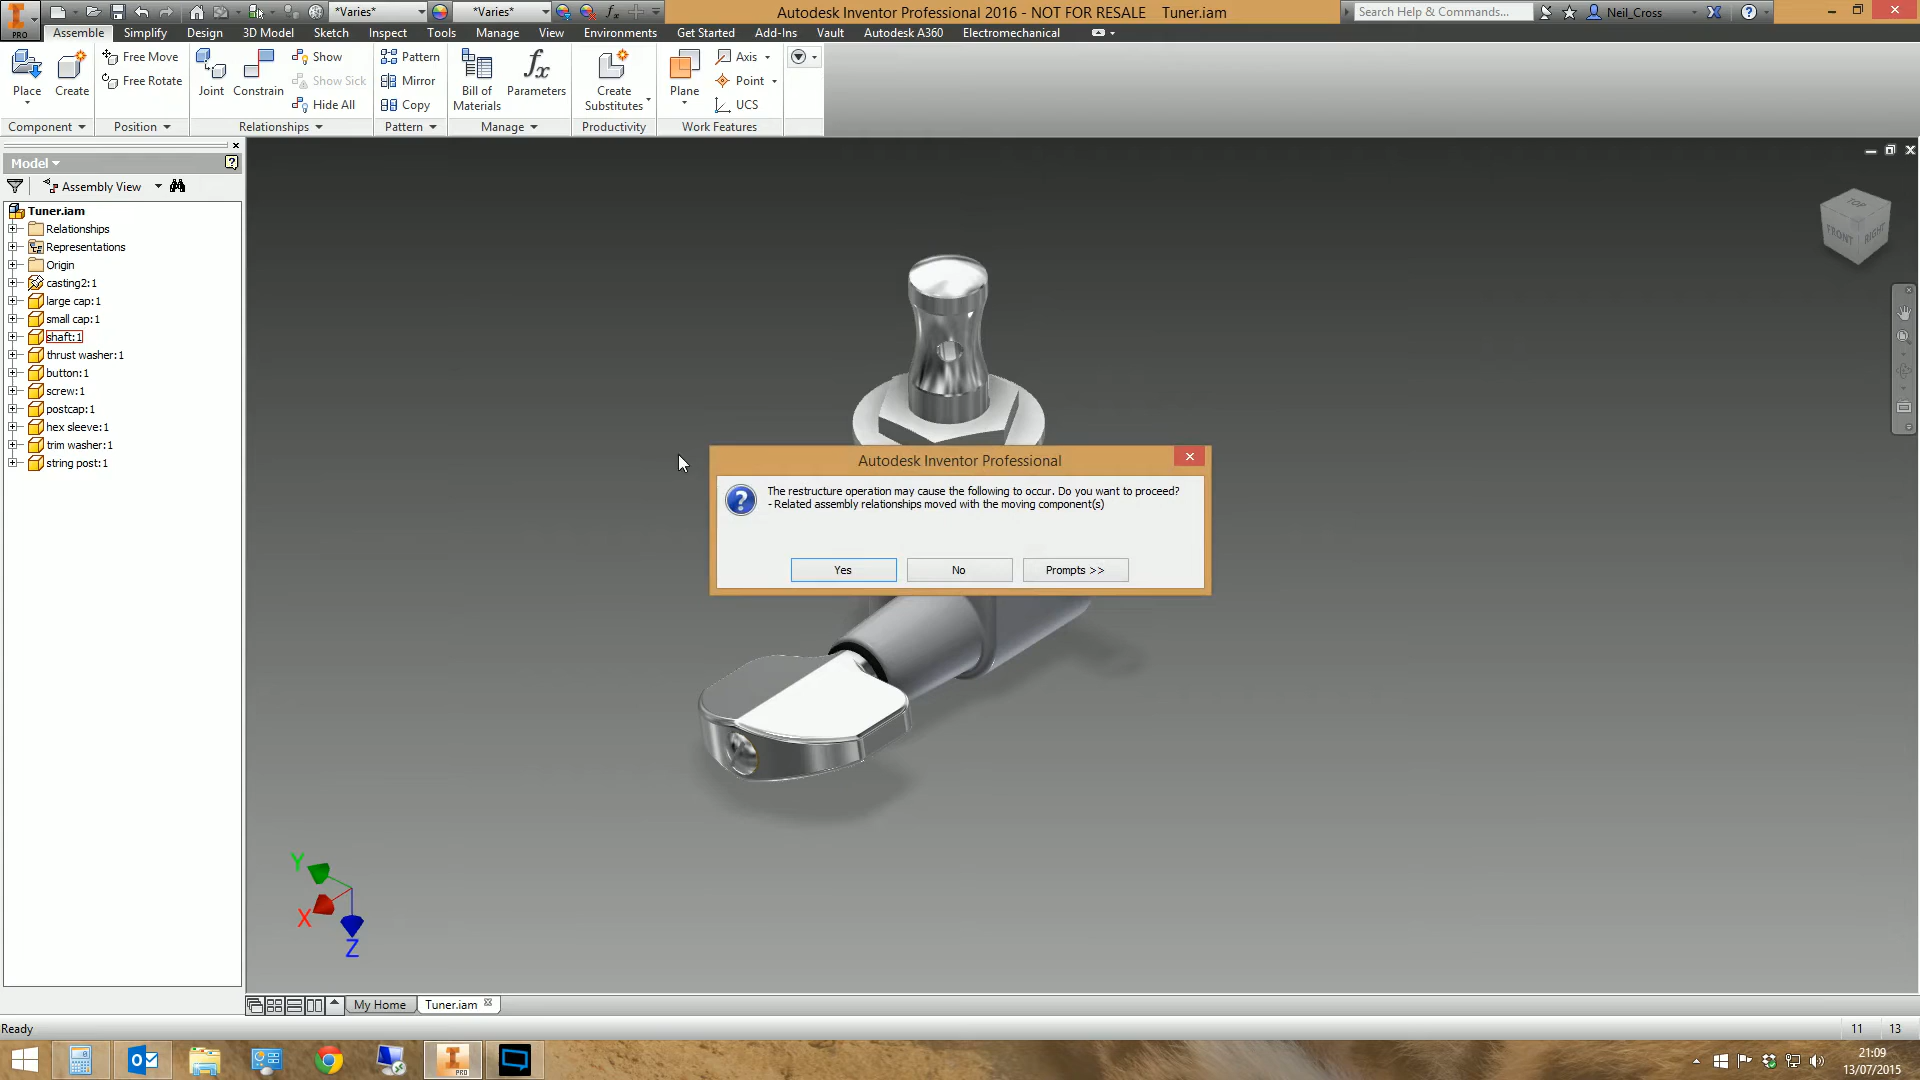 *Varies*
*Varies*
Autodesk Inventor Professional 2016 - NOT FOR RESALE Tuner.iam
Search Help & Commands...
Neil_Cross
PRO
Assemble Simplify Design 3D Model Sketch Inspect Tools Manage View Environments Get Started Add-Ins Vault Autodesk A360 Electromechanical
Place
Create
Free Move
Free Rotate
Joint
Constrain
Show
Show Sick
Hide All
Pattern
Mirror
Copy
Bill of
Materials
Parameters
Create
Substitutes
Plane
Axis
Point
UCS
Component
Position
Relationships
Pattern
Manage
Productivity
Work Features
Model
Assembly View
Tuner.iam
Relationships
Representations
Origin
casting2:1
large cap:1
small cap:1
shaft:1
thrust washer:1
button:1
screw:1
postcap:1
hex sleeve:1
trim washer:1
string post:1
TOP
FRONT
RIGHT
Autodesk Inventor Professional
The restructure operation may cause the following to occur. Do you want to proceed?
- Related assembly relationships moved with the moving component(s)
Yes
No
Prompts >>
Y
X
Z
My Home
Tuner.iam
Ready
11 13
PRO
21:09
13/07/2015